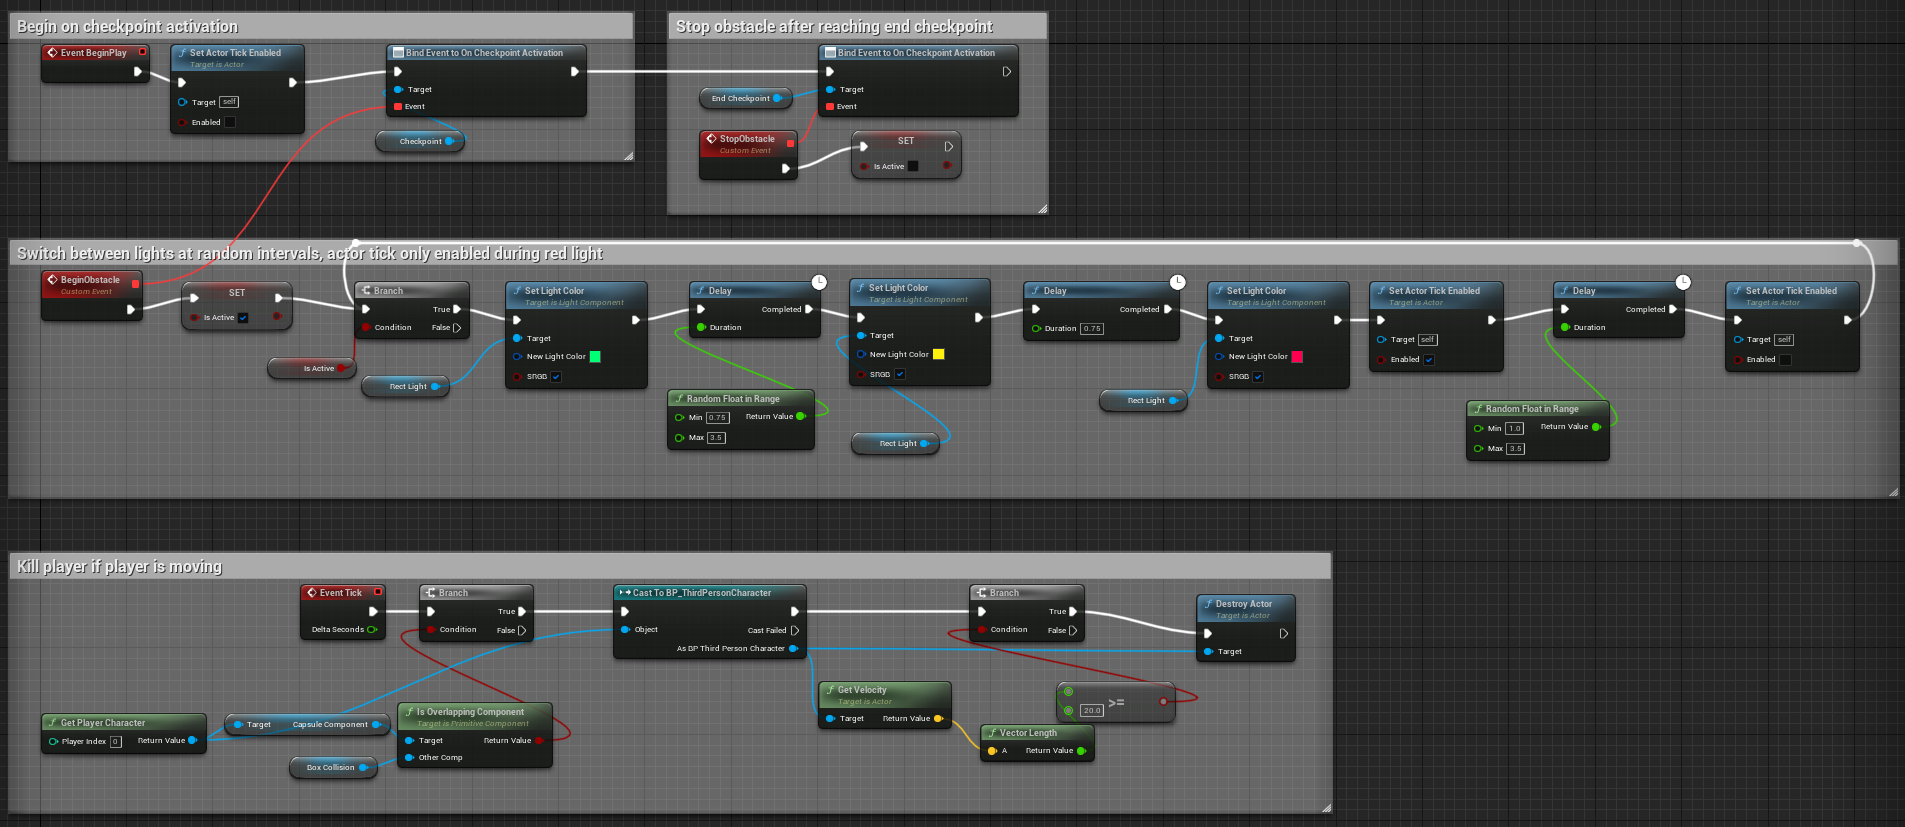 Begin on checkpoint activation
Event BeginPlay
Set Actor Tick Enabled
Target is Actor
Target self
Enabled
Bind Event to On Checkpoint Activation
Target
Event
Checkpoint
Stop obstacle after reaching end checkpoint
Bind Event to On Checkpoint Activation
Target
Event
End Checkpoint
StopObstacle
Custom Event
SET
Is Active
Switch between lights at random intervals, actor tick only enabled during red light
BeginObstacle
Custom Event
SET
Is Active
Branch
True
Condition False
Is Active
Rect Light
Set Light Color
Target is Light Component
Target
New Light Color
SRGB
Delay
Completed
Duration
Random Float in Range
Min 0.75 Return Value
Max 3.5
Set Light Color
Target is Light Component
Target
New Light Color
SRGB
Rect Light
Delay
Completed
Duration 0.75
Rect Light
Set Light Color
Target is Light Component
Target
New Light Color
SRGB
Set Actor Tick Enabled
Target is Actor
Target self
Enabled
Delay
Completed
Duration
Random Float in Range
Min 1.0 Return Value
Max 3.5
Set Actor Tick Enabled
Target is Actor
Target self
Enabled
Kill player if player is moving
Event Tick
Delta Seconds
Branch
True
Condition False
Cast To BP_ThirdPersonCharacter
Object
Cast Failed
As BP Third Person Character
Branch
True
Condition False
Destroy Actor
Target is Actor
Target
Get Player Character
Player Index 0 Return Value
Target Capsule Component
Box Collision
Is Overlapping Component
Target is Primitive Component
Target Return Value
Other Comp
Get Velocity
Target is Actor
Target Return Value
Vector Length
A Return Value
20.0 >=